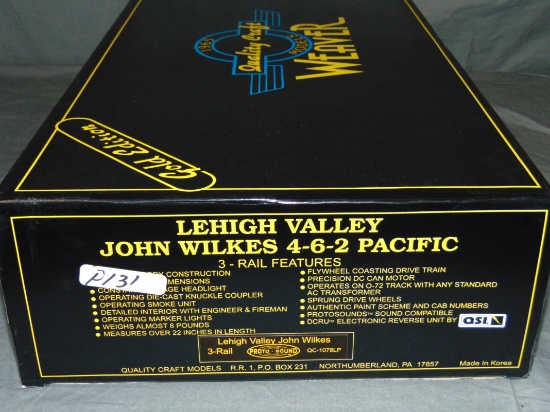 Quality Craft
WEAVER
Gold Edition
LEHIGH VALLEY
JOHN WILKES 4-6-2 PACIFIC
3 - RAIL FEATURES
CONSTRUCTION
OPERATING DIE-CAST KNUCKLE COUPLER
OPERATING SMOKE UNIT
DETAILED INTERIOR WITH ENGINEER & FIREMAN
OPERATING MARKER LIGHTS
WEIGHS ALMOST 8 POUNDS
MEASURES OVER 22 INCHES IN LENGTH
FLYWHEEL COASTING DRIVE TRAIN
PRECISION DC CAN MOTOR
OPERATES ON O-72 TRACK WITH ANY STANDARD
AC TRANSFORMER
SPRUNG DRIVE WHEELS
AUTHENTIC PAINT SCHEME AND CAB NUMBERS
PROTOSOUNDS™ SOUND COMPATIBLE
DCRU™ ELECTRONIC REVERSE UNIT BY QSI
P/131
HEADLIGHT
Lehigh Valley John Wilkes
3-Rail PROTO-SOUND QC-1078LP
QUALITY CRAFT MODELS R.R. 1, P.O. BOX 231 NORTHUMBERLAND, PA 17857 Made in Korea